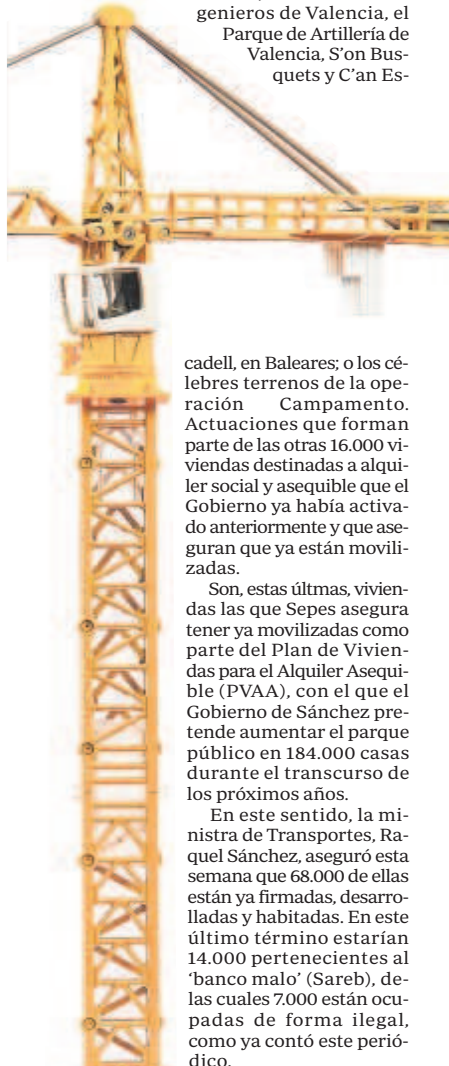 genieros de Valencia, el
Parque de Artillería de
Valencia, S’on Bus-
quets y C’an Es-
cadell, en Baleares; o los cé-
lebres terrenos de la ope-
ración Campamento.
Actuaciones que forman
parte de las otras 16.000 vi-
viendas destinadas a alqui-
ler social y asequible que el
Gobierno ya había activa-
do anteriormente y que ase-
guran que ya están movili-
zadas.
Son, estas últmas, vivien-
das las que Sepes asegura
tener ya movilizadas como
parte del Plan de Vivien-
das para el Alquiler Asequi-
ble (PVAA), con el que el
Gobierno de Sánchez pre-
tende aumentar el parque
público en 184.000 casas
durante el transcurso de
los próximos años.
En este sentido, la mi-
nistra de Transportes, Ra-
quel Sánchez, aseguró esta
semana que 68.000 de ellas
están ya firmadas, desarro-
lladas y habitadas. En este
último término estarían
14.000 pertenecientes al
‘banco malo’ (Sareb), de-
las cuales 7.000 están ocu-
padas de forma ilegal,
como ya contó este perió-
dico.